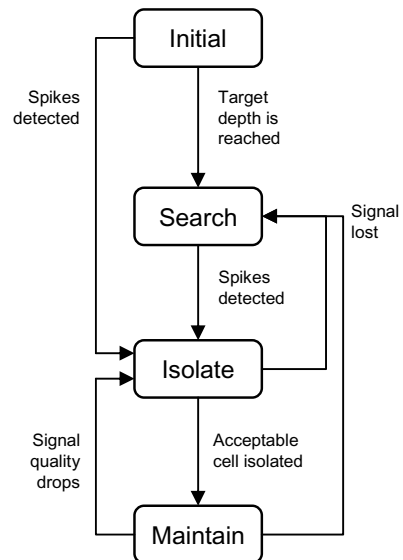 Initial
Spikes
detected
Target
depth is
reached
Search
Signal
lost
Spikes
detected
Isolate
Signal
quality
drops
Acceptable
cell isolated
Maintain